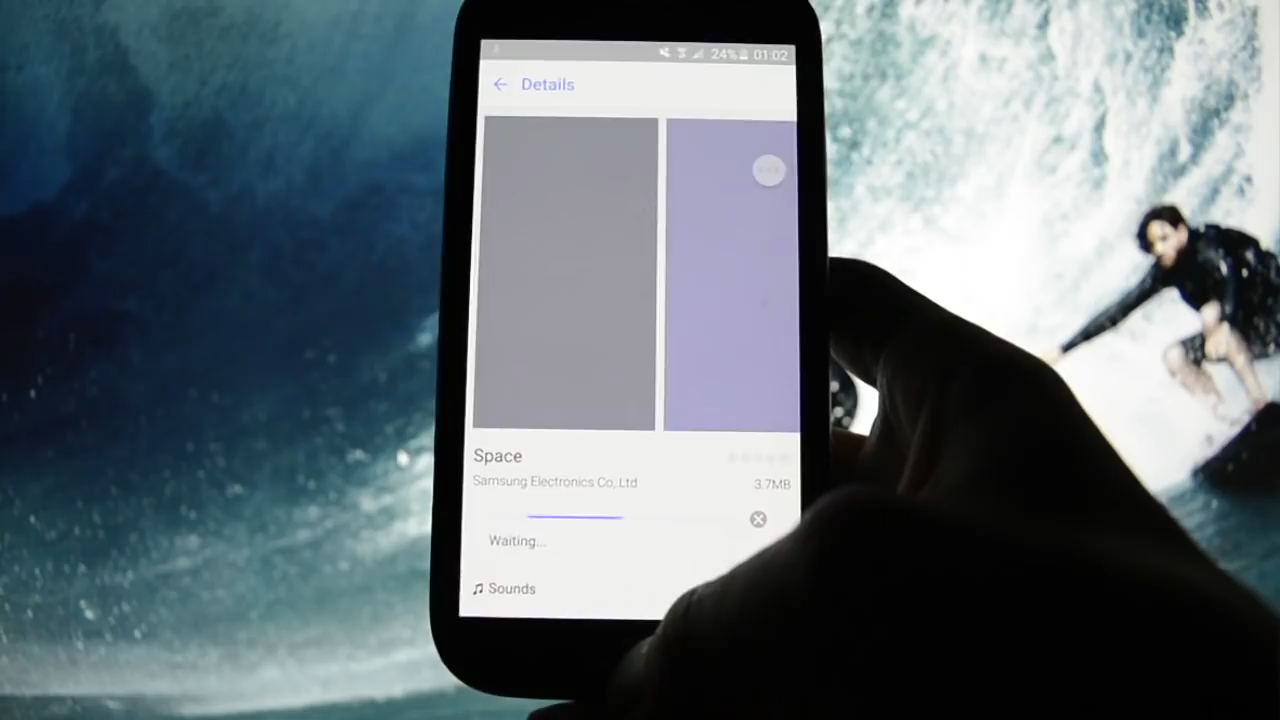 24% 01:02
Details
Space
Samsung Electronics Co,.Ltd
3.7MB
Waiting...
Sounds